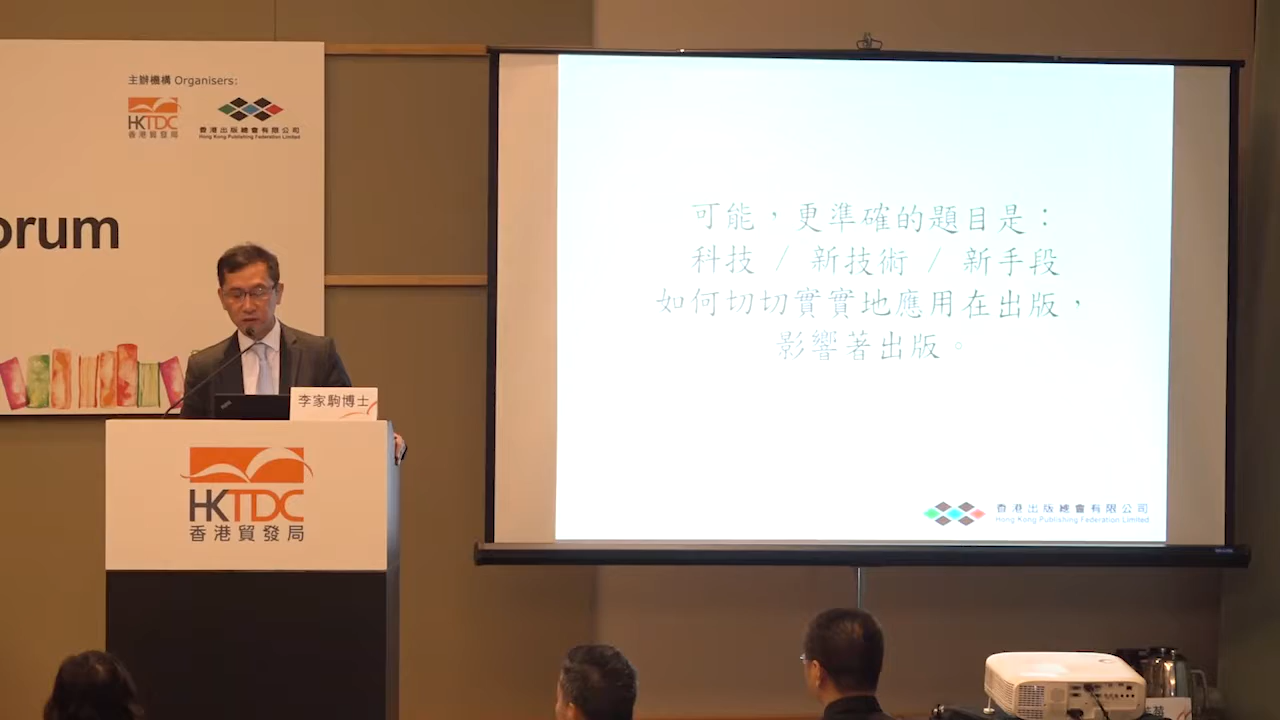 主辦機構 Organisers:
HKTDC
香港貿發局
香港出版總會有限公司
Hong Kong Publishing Federation Limited
orum
李家駒博士
HKTDC
香港貿發局
可能，更準確的題目是：
科技 / 新技術 / 新手段
如何切切實實地應用在出版，
影響著出版。
香港出版總會有限公司
Hong Kong Publishing Federation Limited